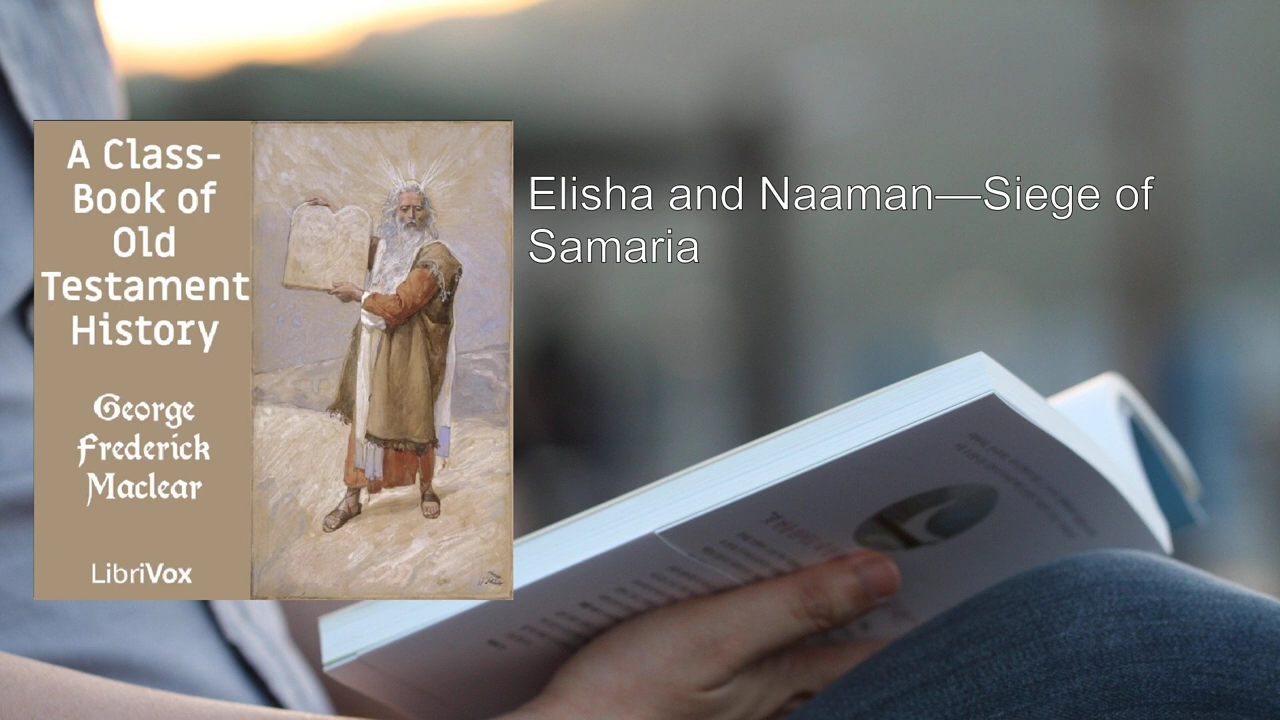 A Class-
Book of
Old
Testament
History
George
Frederick
Maclear
LibriVox
Elisha and Naaman—Siege of
Samaria